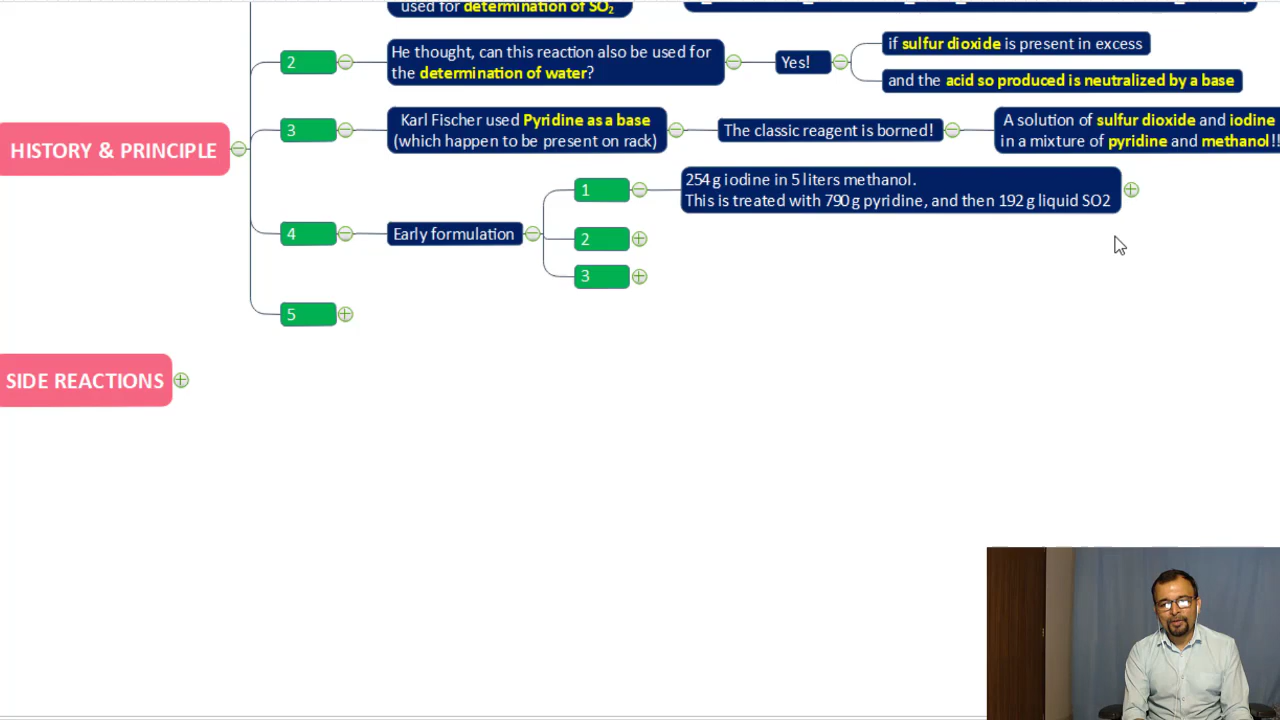 used for determination of SO₂
2
He thought, can this reaction also be used for
the determination of water?
Yes!
if sulfur dioxide is present in excess
and the acid so produced is neutralized by a base
HISTORY & PRINCIPLE
3
Karl Fischer used Pyridine as a base
(which happen to be present on rack)
The classic reagent is borned!
A solution of sulfur dioxide and iodine
in a mixture of pyridine and methanol!!
4
Early formulation
1
254 g iodine in 5 liters methanol.
This is treated with 790 g pyridine, and then 192 g liquid SO2
2
3
5
SIDE REACTIONS